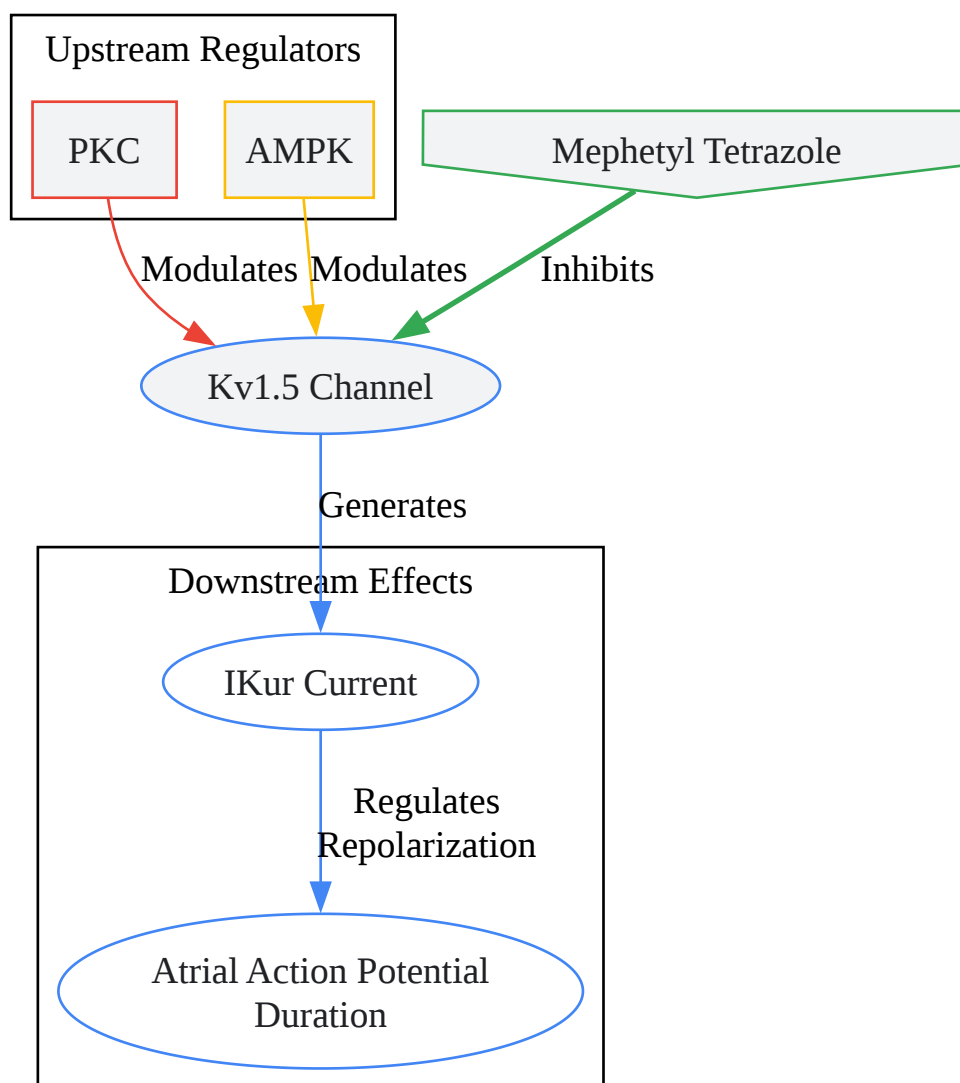 Upstream Regulators
PKC
AMPK
Mephetyl Tetrazole
Modulates
Modulates
Inhibits
Kv1.5 Channel
Generates
Downstream Effects
IKur Current
Regulates
Repolarization
Atrial Action Potential
Duration